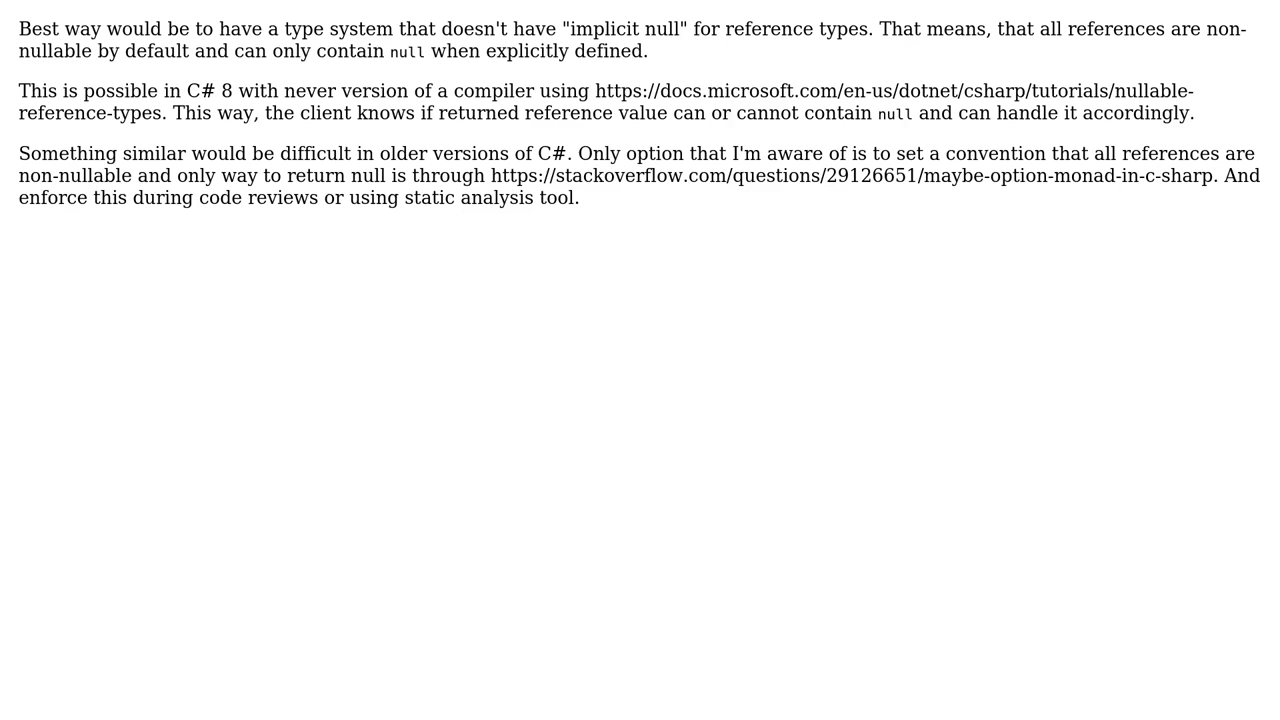 Best way would be to have a type system that doesn't have "implicit null" for reference types. That means, that all references are non-
nullable by default and can only contain null when explicitly defined.
This is possible in C# 8 with never version of a compiler using https://docs.microsoft.com/en-us/dotnet/csharp/tutorials/nullable-
reference-types. This way, the client knows if returned reference value can or cannot contain null and can handle it accordingly.
Something similar would be difficult in older versions of C#. Only option that I'm aware of is to set a convention that all references are
non-nullable and only way to return null is through https://stackoverflow.com/questions/29126651/maybe-option-monad-in-c-sharp. And
enforce this during code reviews or using static analysis tool.